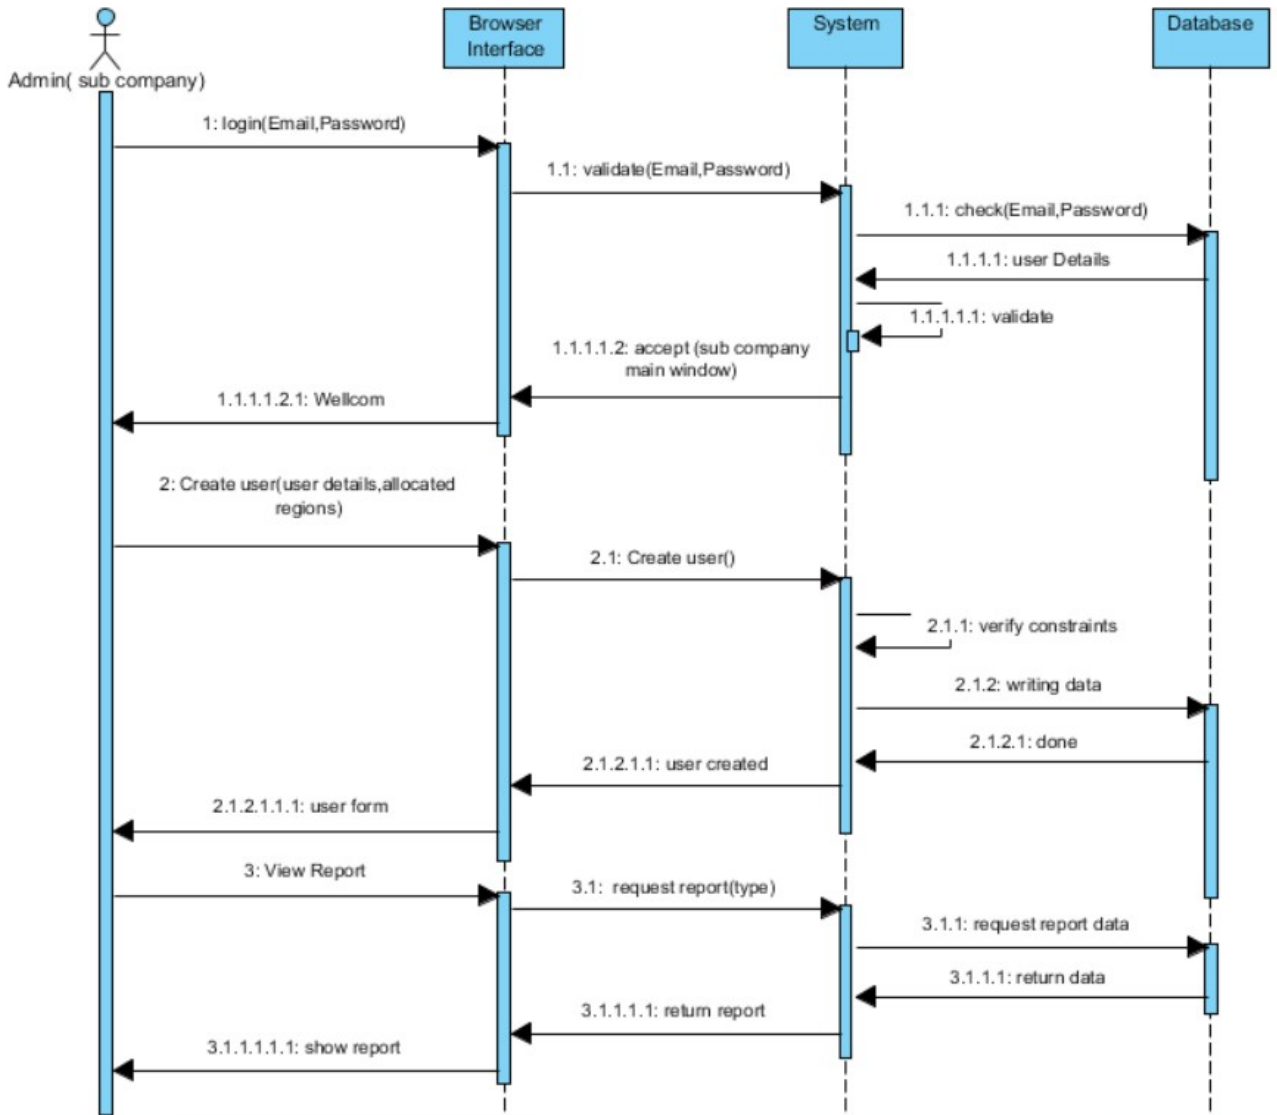 Browser
Interface
System
Database
Admin( sub company)
1: login(Email,Password)
1.1: validate(Email,Password)
1.1.1: check(Email,Password)
1.1.1.1: user Details
1.1.1.1.1: validate
1.1.1.1.2: accept (sub company
main window)
1.1.1.1.2.1: Wellcom
2: Create user(user details,allocated
regions)
2.1: Create user()
2.1.1: verify constraints
2.1.2: writing data
2.1.2.1: done
2.1.2.1.1: user created
2.1.2.1.1.1: user form
3: View Report
3.1: request report(type)
3.1.1: request report data
3.1.1.1: return data
3.1.1.1.1: return report
3.1.1.1.1.1: show report